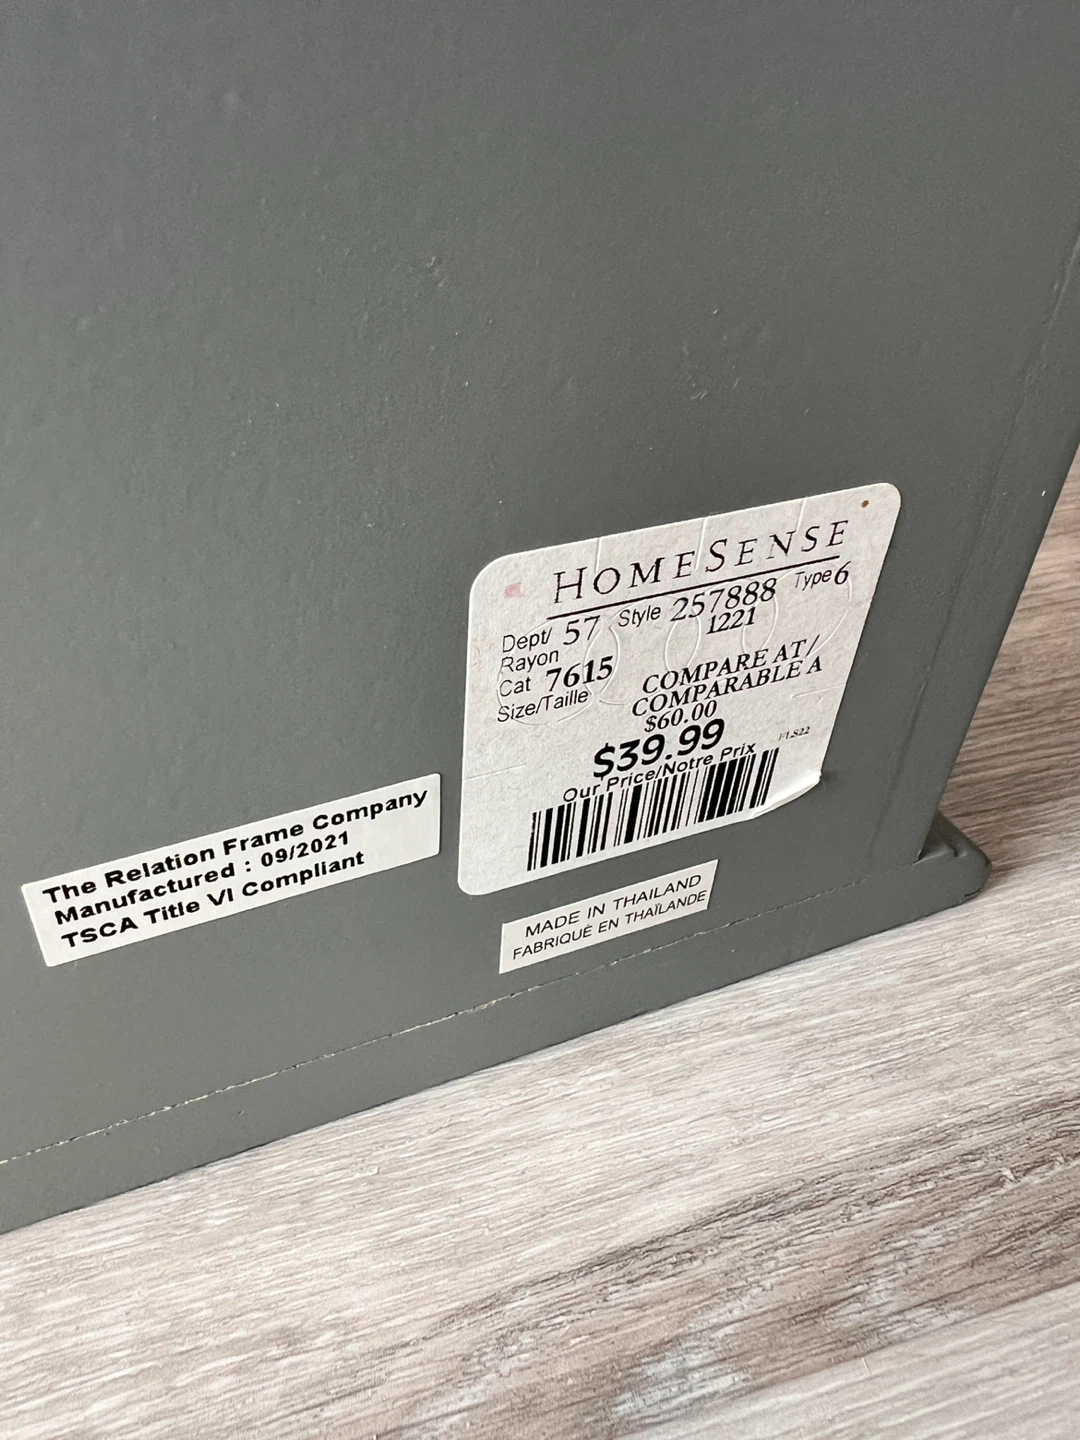 HOMESENSE
Dept/ 57 Style 257888 Type 6
Rayon 1221
Cat 7615 COMPARE AT/
Size/Taille COMPARABLE A
$60.00
$39.99
Our Price/Notre Prix
The Relation Frame Company
Manufactured : 09/2021
TSCA Title VI Compliant
MADE IN THAILAND
FABRIQUÉ EN THAÏLANDE